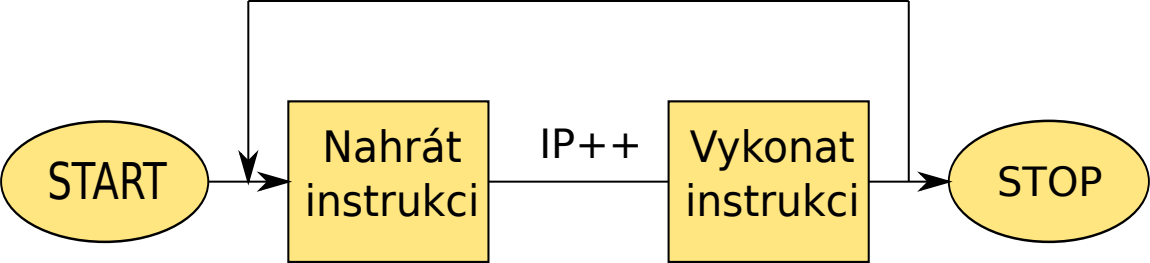 START
Nahrát
instrukci
IP++
Vykonat
instrukci
STOP